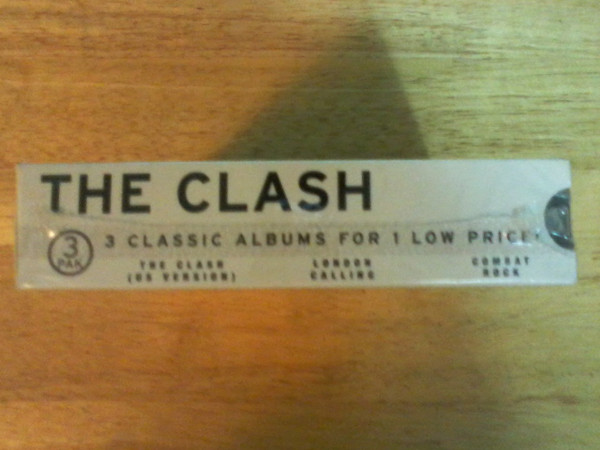 THE CLASH
3 PAK
3 CLASSIC ALBUMS FOR 1 LOW PRICE!
THE CLASH
(US VERSION)
LONDON
CALLING
COMBAT
ROCK